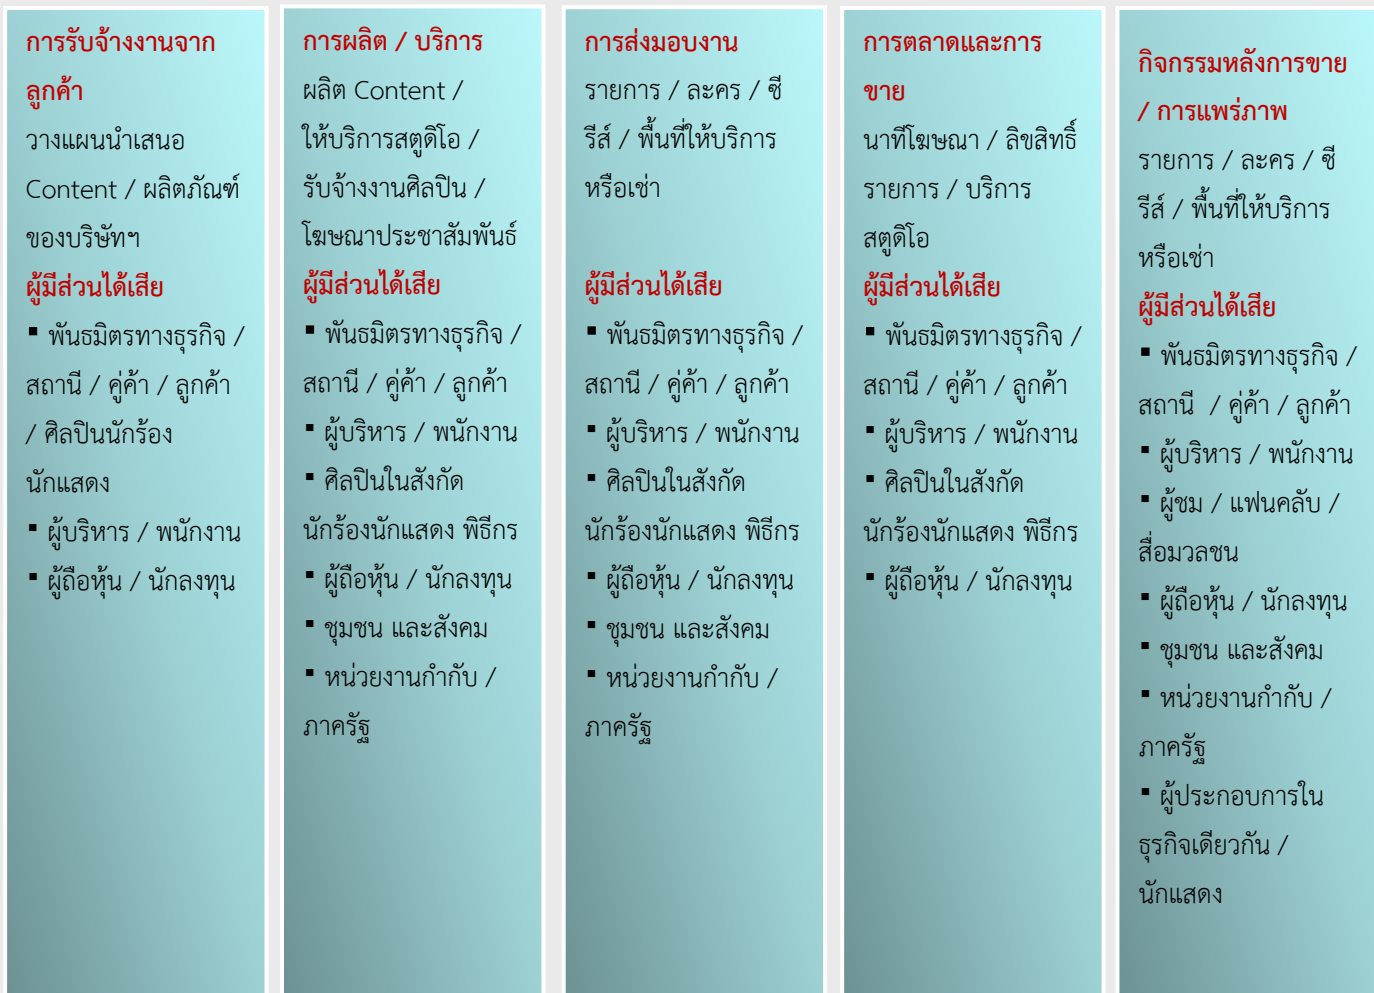 การรับจ้างงานจาก
ลูกค้า
วางแผนนำเสนอ
Content / ผลิตภัณฑ์
ของบริษัทฯ
ผู้มีส่วนได้เสีย
▪ พันธมิตรทางธุรกิจ /
สถานี / คู่ค้า / ลูกค้า
/ ศิลปินนักร้อง
นักแสดง
▪ ผู้บริหาร / พนักงาน
▪ ผู้ถือหุ้น / นักลงทุน
การผลิต / บริการ
ผลิต Content /
ให้บริการสตูดิโอ /
รับจ้างงานศิลปิน /
โฆษณาประชาสัมพันธ์
ผู้มีส่วนได้เสีย
▪ พันธมิตรทางธุรกิจ /
สถานี / คู่ค้า / ลูกค้า
▪ ผู้บริหาร / พนักงาน
▪ ศิลปินในสังกัด
นักร้องนักแสดง พิธีกร
▪ ผู้ถือหุ้น / นักลงทุน
▪ ชุมชน และสังคม
▪ หน่วยงานกำกับ /
ภาครัฐ
การส่งมอบงาน
รายการ / ละคร / ซี
รีส์ / พื้นที่ให้บริการ
หรือเช่า
ผู้มีส่วนได้เสีย
▪ พันธมิตรทางธุรกิจ /
สถานี / คู่ค้า / ลูกค้า
▪ ผู้บริหาร / พนักงาน
▪ ศิลปินในสังกัด
นักร้องนักแสดง พิธีกร
▪ ผู้ถือหุ้น / นักลงทุน
▪ ชุมชน และสังคม
▪ หน่วยงานกำกับ /
ภาครัฐ
การตลาดและการ
ขาย
นาทีโฆษณา / ลิขสิทธิ์
รายการ / บริการ
สตูดิโอ
ผู้มีส่วนได้เสีย
▪ พันธมิตรทางธุรกิจ /
สถานี / คู่ค้า / ลูกค้า
▪ ผู้บริหาร / พนักงาน
▪ ศิลปินในสังกัด
นักร้องนักแสดง พิธีกร
▪ ผู้ถือหุ้น / นักลงทุน
กิจกรรมหลังการขาย
/ การแพร่ภาพ
รายการ / ละคร / ซี
รีส์ / พื้นที่ให้บริการ
หรือเช่า
ผู้มีส่วนได้เสีย
▪ พันธมิตรทางธุรกิจ /
สถานี / คู่ค้า / ลูกค้า
▪ ผู้บริหาร / พนักงาน
▪ ผู้ชม / แฟนคลับ /
สื่อมวลชน
▪ ผู้ถือหุ้น / นักลงทุน
▪ ชุมชน และสังคม
▪ หน่วยงานกำกับ /
ภาครัฐ
▪ ผู้ประกอบการใน
ธุรกิจเดียวกัน /
นักแสดง